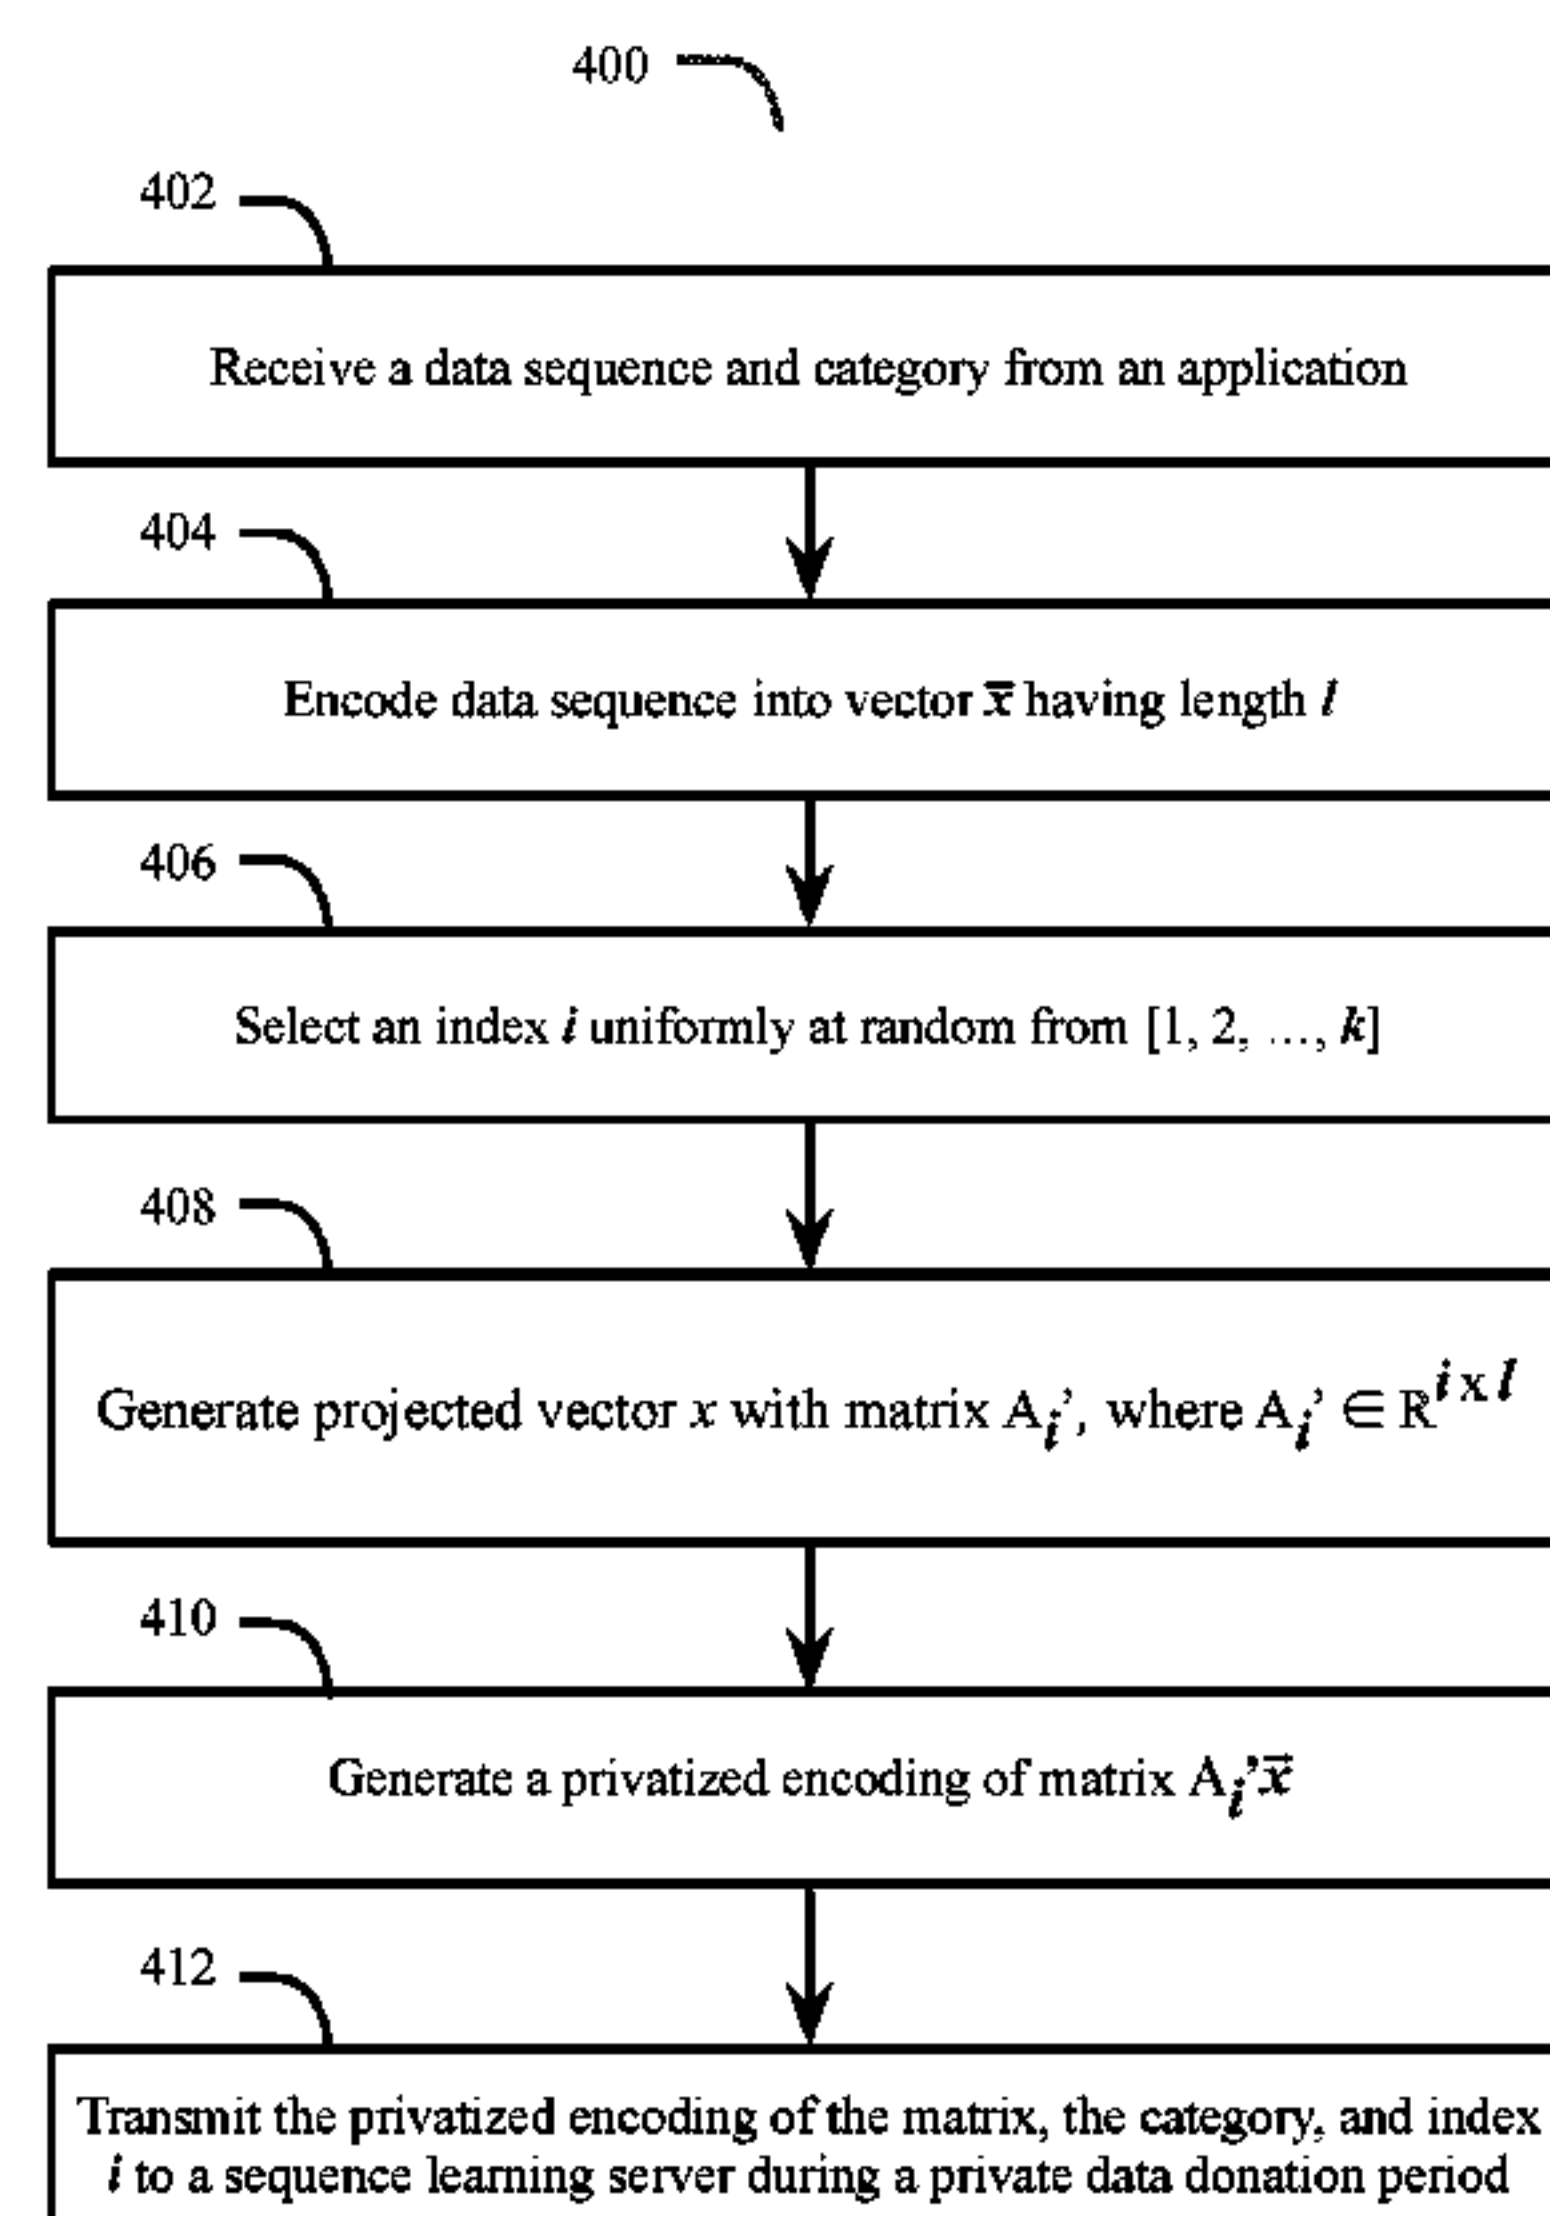 400
402
Receive a data sequence and category from an application
404
Encode data sequence into vector x̅ having length l
406
Select an index i uniformly at random from [1, 2, ..., k]
408
Generate projected vector x with matrix Aᵢ’, where Aᵢ’ ∈ R^i x l
410
Generate a privatized encoding of matrix Aᵢ’x⃗
412
Transmit the privatized encoding of the matrix, the category, and index
i to a sequence learning server during a private data donation period